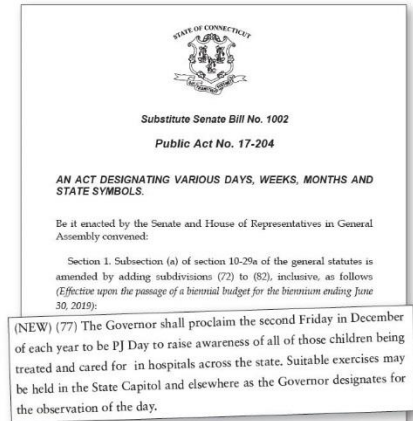 STATE OF CONNECTICUT
Substitute Senate Bill No. 1002
Public Act No. 17-204
AN ACT DESIGNATING VARIOUS DAYS, WEEKS, MONTHS AND
STATE SYMBOLS.
Be it enacted by the Senate and House of Representatives in General
Assembly convened:
Section 1. Subsection (a) of section 10-29a of the general statutes is
amended by adding subdivisions (72) to (82), inclusive, as follows
(Effective upon the passage of a biennial budget for the biennium ending June
30, 2019):
(NEW) (77) The Governor shall proclaim the second Friday in December
of each year to be PJ Day to raise awareness of all of those children being
treated and cared for in hospitals across the state. Suitable exercises may
be held in the State Capitol and elsewhere as the Governor designates for
the observation of the day.